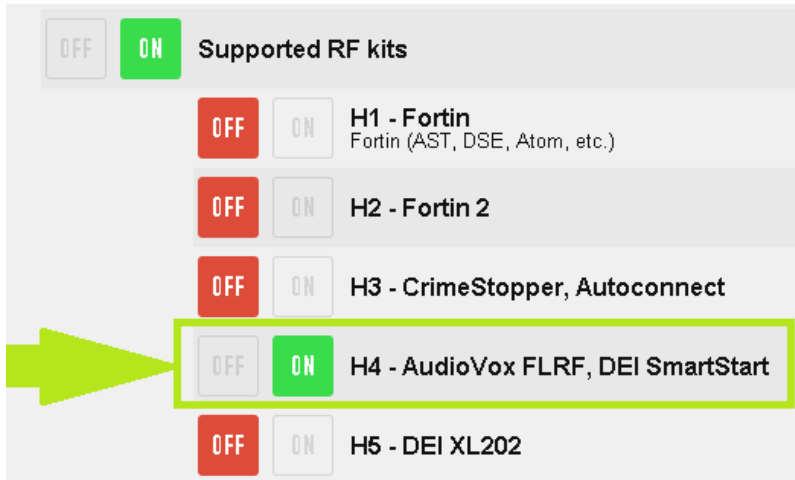 OFF ON Supported RF kits
OFF ON H1 - Fortin
Fortin (AST, DSE, Atom, etc.)
OFF ON H2 - Fortin 2
OFF ON H3 - CrimeStopper, Autoconnect
OFF ON H4 - AudioVox FLRF, DEI SmartStart
OFF ON H5 - DEI XL202